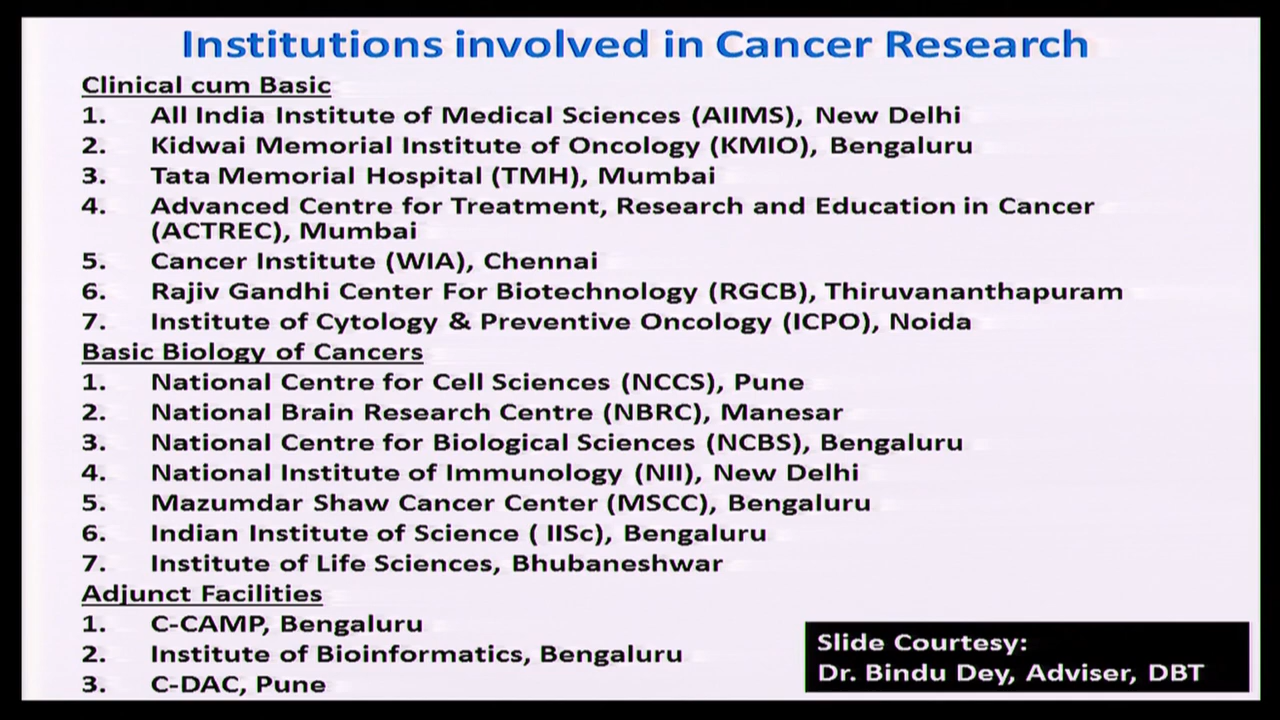 Institutions involved in Cancer Research
Clinical cum Basic
1. All India Institute of Medical Sciences (AIIMS), New Delhi
2. Kidwai Memorial Institute of Oncology (KMIO), Bengaluru
3. Tata Memorial Hospital (TMH), Mumbai
4. Advanced Centre for Treatment, Research and Education in Cancer
(ACTREC), Mumbai
5. Cancer Institute (WIA), Chennai
6. Rajiv Gandhi Center For Biotechnology (RGCB), Thiruvananthapuram
7. Institute of Cytology & Preventive Oncology (ICPO), Noida
Basic Biology of Cancers
1. National Centre for Cell Sciences (NCCS), Pune
2. National Brain Research Centre (NBRC), Manesar
3. National Centre for Biological Sciences (NCBS), Bengaluru
4. National Institute of Immunology (NII), New Delhi
5. Mazumdar Shaw Cancer Center (MSCC), Bengaluru
6. Indian Institute of Science ( IISc), Bengaluru
7. Institute of Life Sciences, Bhubaneshwar
Adjunct Facilities
1. C-CAMP, Bengaluru
2. Institute of Bioinformatics, Bengaluru
3. C-DAC, Pune
Slide Courtesy:
Dr. Bindu Dey, Adviser, DBT